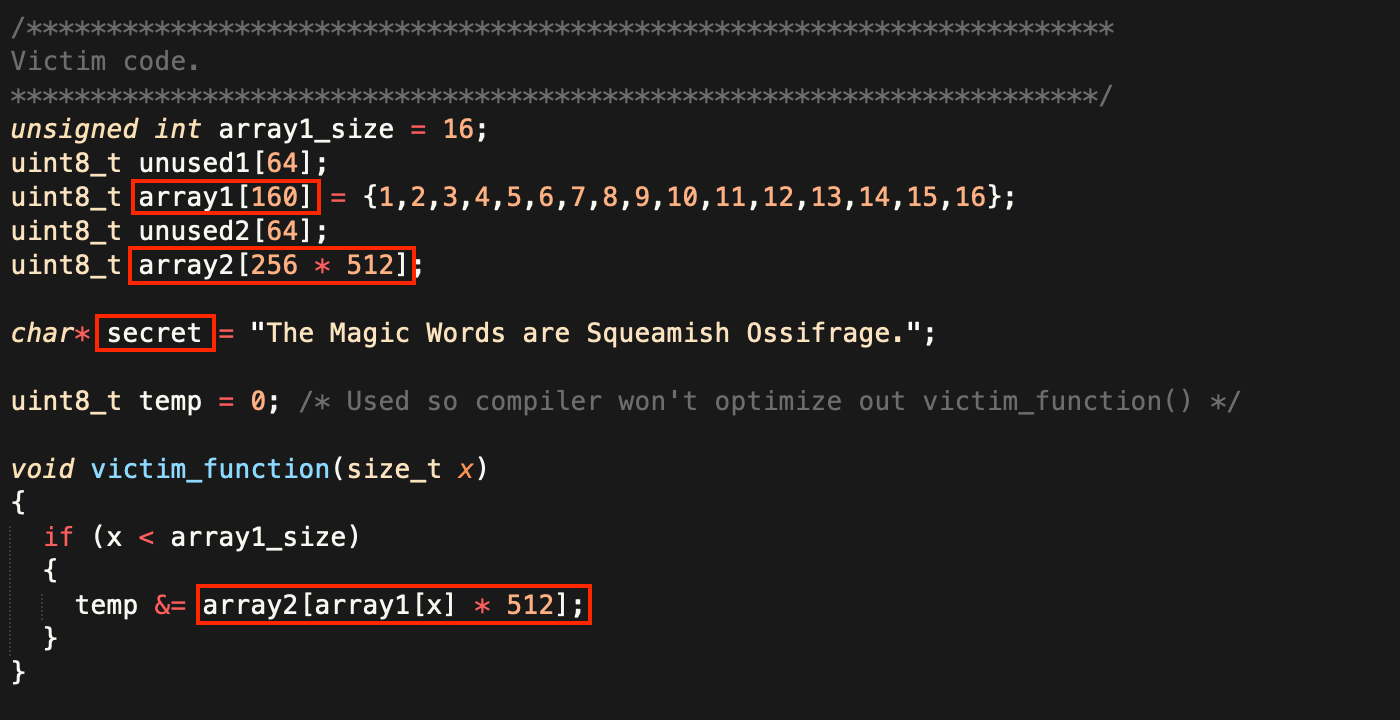 /********************************************************************
Victim code.
********************************************************************/
unsigned int array1_size = 16;
uint8_t unused1[64];
uint8_t array1[160] = {1,2,3,4,5,6,7,8,9,10,11,12,13,14,15,16};
uint8_t unused2[64];
uint8_t array2[256 * 512];
char* secret = "The Magic Words are Squeamish Ossifrage.";
uint8_t temp = 0; /* Used so compiler won't optimize out victim_function() */
void victim_function(size_t x)
{
if (x < array1_size)
{
temp &= array2[array1[x] * 512];
}
}